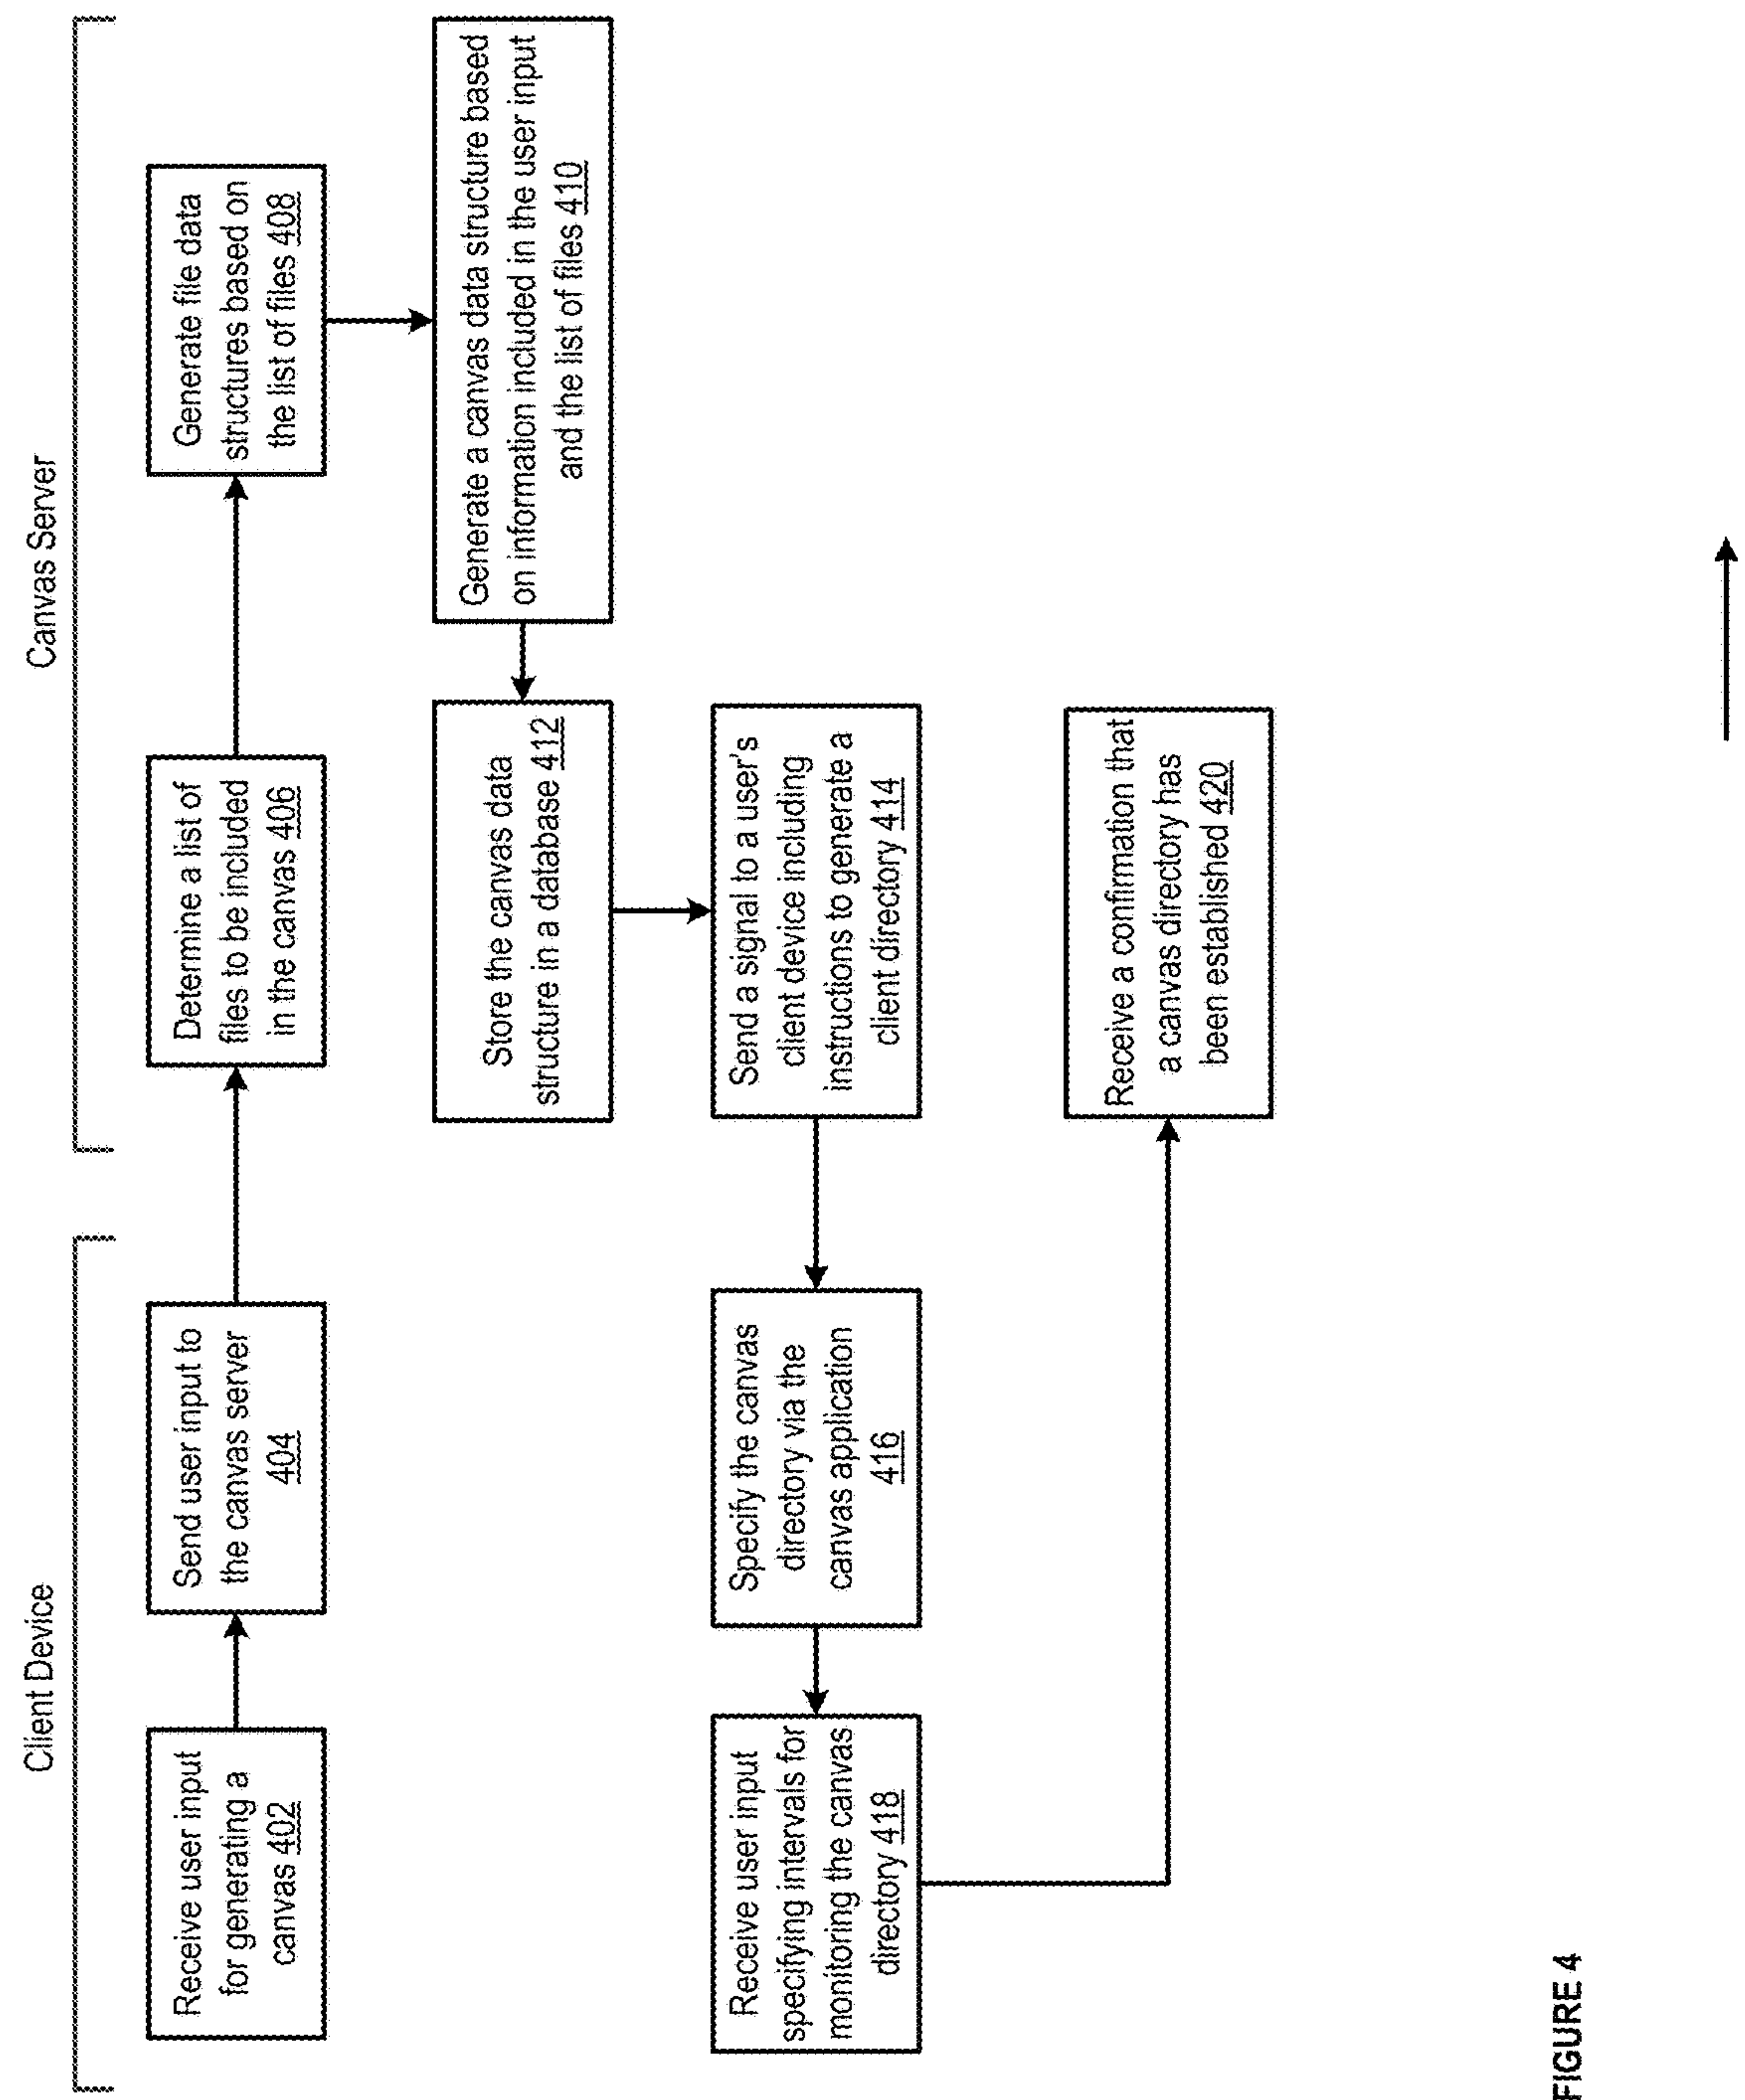 Client Device
Canvas Server
Receive user input
for generating a
canvas 402
Send user input to
the canvas server
404
Determine a list of
files to be included
in the canvas 406
Generate file data
structures based on
the list of files 408
Generate a canvas data structure based
on information included in the user input
and the list of files 410
Store the canvas data
structure in a database 412
Send a signal to a user's
client device including
instructions to generate a
client directory 414
Specify the canvas
directory via the
canvas application
416
Receive user input
specifying intervals for
monitoring the canvas
directory 418
Receive a confirmation that
a canvas directory has
been established 420
FIGURE 4